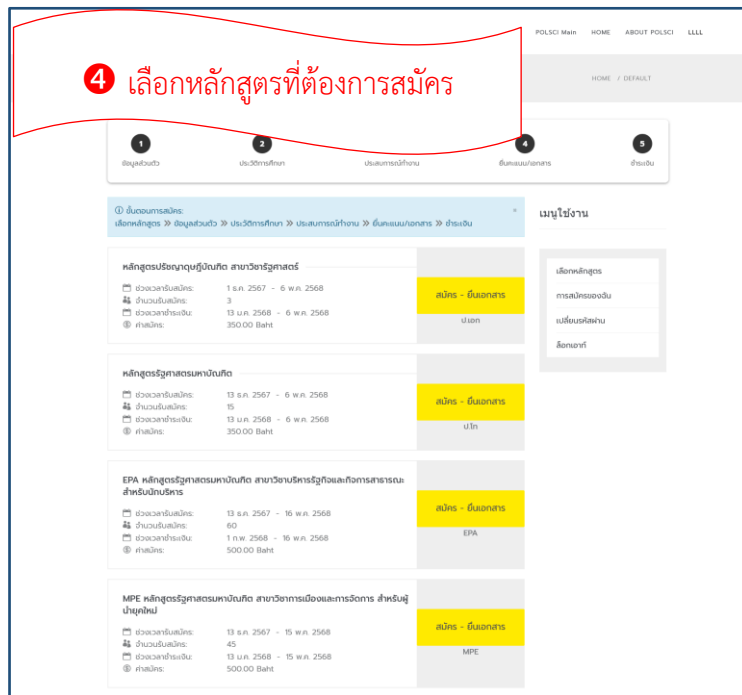 POLSCI Main HOME ABOUT POLSCI LLLL
HOME / DEFAULT
❹ เลือกหลักสูตรที่ต้องการสมัคร
1 2 4 5
ข้อมูลส่วนตัว ประวัติการศึกษา ประสบการณ์ทำงาน ยื่นคะแนน/เอกสาร ชำระเงิน
ขั้นตอนการสมัคร: ×
เลือกหลักสูตร » ข้อมูลส่วนตัว » ประวัติการศึกษา » ประสบการณ์ทำงาน » ยื่นคะแนน/เอกสาร » ชำระเงิน
หลักสูตรปรัชญาดุษฎีบัณฑิต สาขาวิชารัฐศาสตร์
ช่วงเวลารับสมัคร: 1 ธ.ค. 2567 - 6 พ.ค. 2568
จำนวนรับสมัคร: 3
ช่วงเวลาชำระเงิน: 13 ม.ค. 2568 - 6 พ.ค. 2568
ค่าสมัคร: 350.00 Baht
สมัคร - ยื่นเอกสาร
ป.เอก
หลักสูตรรัฐศาสตรมหาบัณฑิต
ช่วงเวลารับสมัคร: 13 ธ.ค. 2567 - 6 พ.ค. 2568
จำนวนรับสมัคร: 15
ช่วงเวลาชำระเงิน: 13 ม.ค. 2568 - 6 พ.ค. 2568
ค่าสมัคร: 350.00 Baht
สมัคร - ยื่นเอกสาร
ป.โท
EPA หลักสูตรรัฐศาสตรมหาบัณฑิต สาขาวิชาบริหารรัฐกิจและกิจการสาธารณะ
สำหรับนักบริหาร
ช่วงเวลารับสมัคร: 13 ธ.ค. 2567 - 16 พ.ค. 2568
จำนวนรับสมัคร: 60
ช่วงเวลาชำระเงิน: 1 ก.พ. 2568 - 16 พ.ค. 2568
ค่าสมัคร: 500.00 Baht
สมัคร - ยื่นเอกสาร
EPA
MPE หลักสูตรรัฐศาสตรมหาบัณฑิต สาขาวิชาการเมืองและการจัดการ สำหรับผู้
นำยุคใหม่
ช่วงเวลารับสมัคร: 13 ธ.ค. 2567 - 15 พ.ค. 2568
จำนวนรับสมัคร: 45
ช่วงเวลาชำระเงิน: 13 ม.ค. 2568 - 15 พ.ค. 2568
ค่าสมัคร: 500.00 Baht
สมัคร - ยื่นเอกสาร
MPE
เมนูใช้งาน
เลือกหลักสูตร
การสมัครของฉัน
เปลี่ยนรหัสผ่าน
ล็อกเอาท์